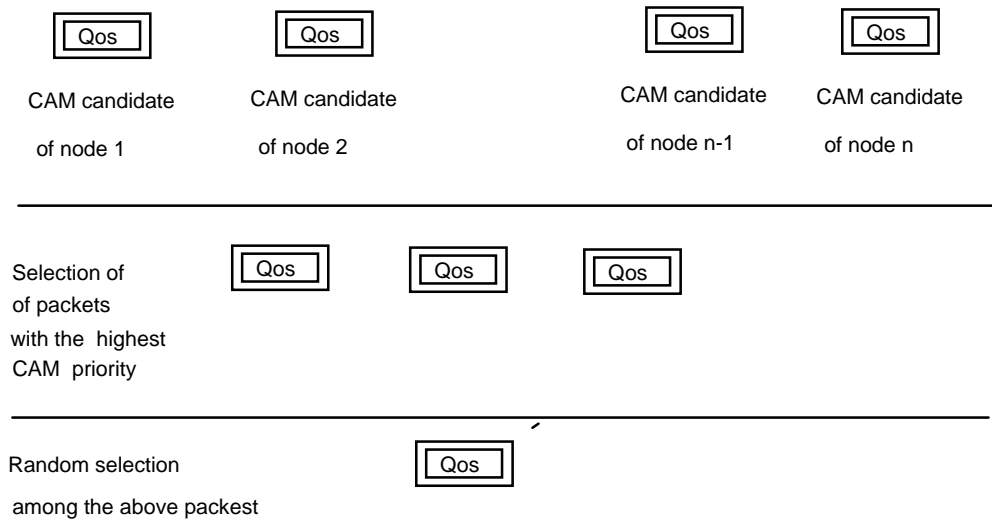 Qos Qos Qos Qos
CAM candidate CAM candidate CAM candidate CAM candidate
of node 1 of node 2 of node n-1 of node n
Qos Qos Qos
Selection of
of packets
with the highest
CAM priority
Random selection Qos
among the above packest